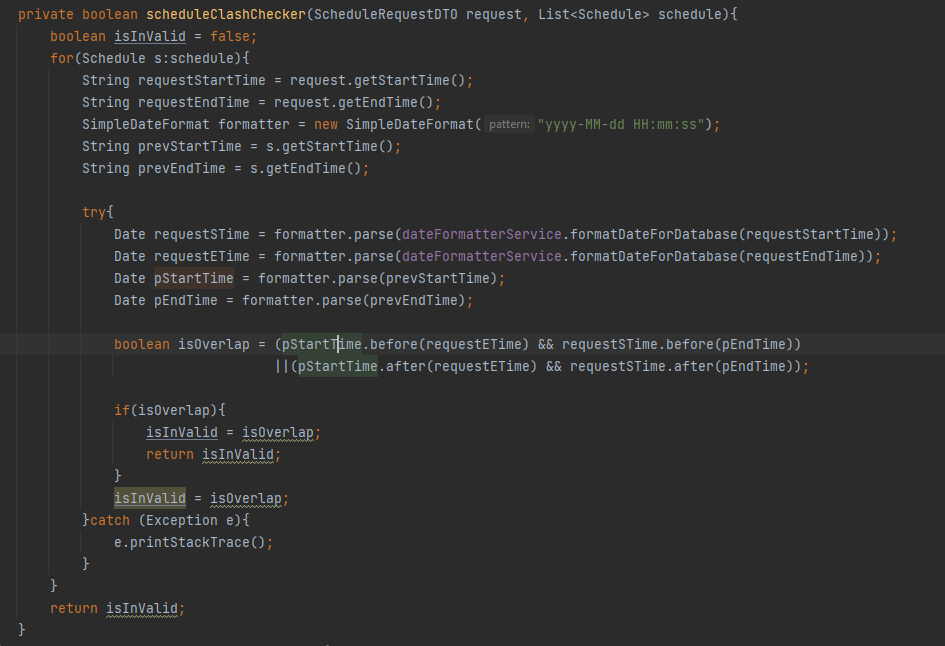 private boolean scheduleClashChecker(ScheduleRequestDTO request, List<Schedule> schedule){
boolean isInValid = false;
for(Schedule s:schedule){
String requestStartTime = request.getStartTime();
String requestEndTime = request.getEndTime();
SimpleDateFormat formatter = new SimpleDateFormat( pattern: "yyyy-MM-dd HH:mm:ss");
String prevStartTime = s.getStartTime();
String prevEndTime = s.getEndTime();
try{
Date requestSTime = formatter.parse(dateFormatterService.formatDateForDatabase(requestStartTime));
Date requestETime = formatter.parse(dateFormatterService.formatDateForDatabase(requestEndTime));
Date pStartTime = formatter.parse(prevStartTime);
Date pEndTime = formatter.parse(prevEndTime);
boolean isOverlap = (pStartTime.before(requestETime) && requestSTime.before(pEndTime))
||(pStartTime.after(requestETime) && requestSTime.after(pEndTime));
if(isOverlap){
isInValid = isOverlap;
return isInValid;
}
isInValid = isOverlap;
}catch (Exception e){
e.printStackTrace();
}
}
return isInValid;
}